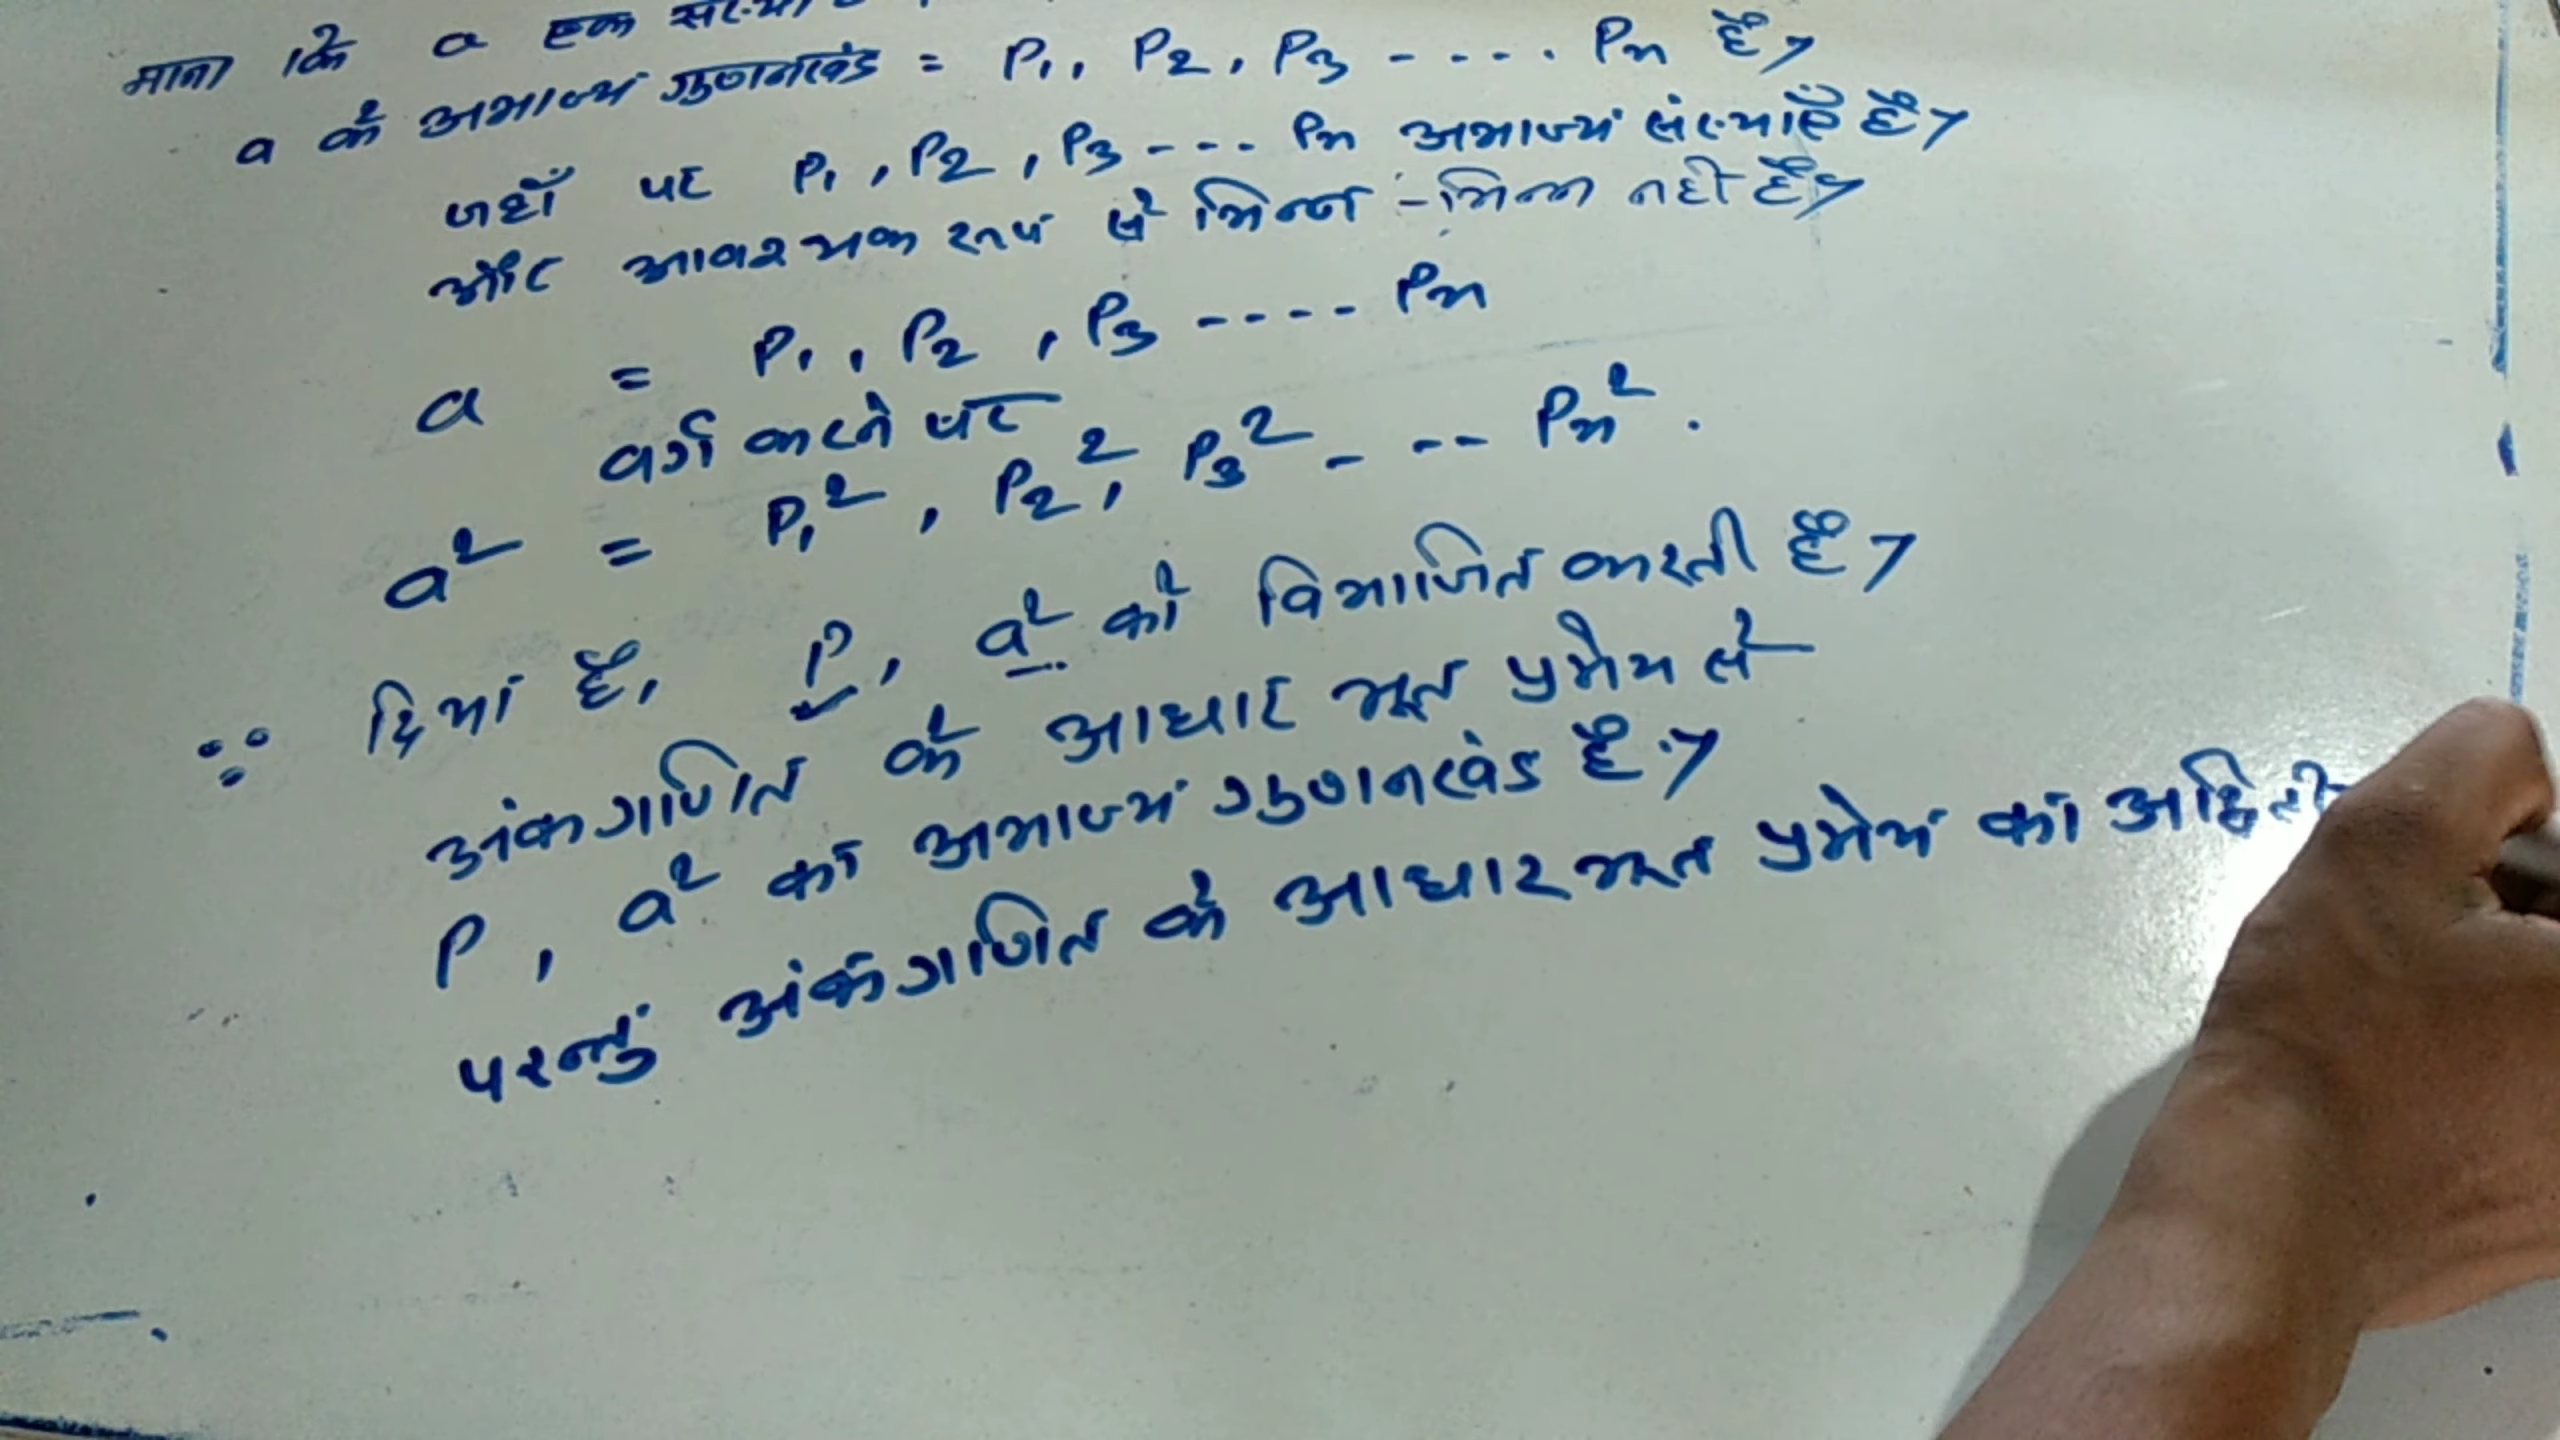 माना कि a एक संख्या
a के अभाज्य गुणनखंड = P₁, P₂, P₃ - - - - . Pn है,
जहाँ पर P₁, P₂, P₃ - - - - Pn अभाज्य संख्याएँ है,
और आवश्यक रूप से भिन्न - भिन्न नहीं है,
a = P₁, P₂, P₃ - - - - - Pn
वर्ग करने पर
a² = P₁², P₂², P₃² - - - Pn² .
∵ दिया है, P, a² को विभाजित करती है,
अंकगणित के आधार भूत प्रमेय से
P, a² का अभाज्य गुणनखंड है,
परन्तु अंकगणित के आधारभूत प्रमेय का